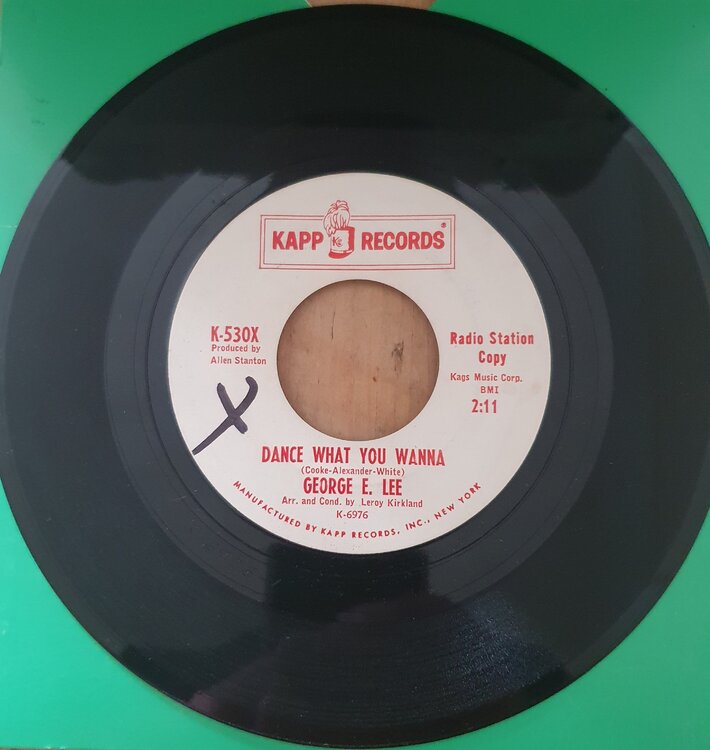 KAPP KR RECORDS®
K-530X
Produced by
Allen Stanton
X
Radio Station
Copy
Kags Music Corp.
BMI
2:11
DANCE WHAT YOU WANNA
(Cooke-Alexander-White)
GEORGE E. LEE
Arr. and Cond. by Leroy Kirkland
K-6976
MANUFACTURED BY KAPP RECORDS, INC., NEW YORK